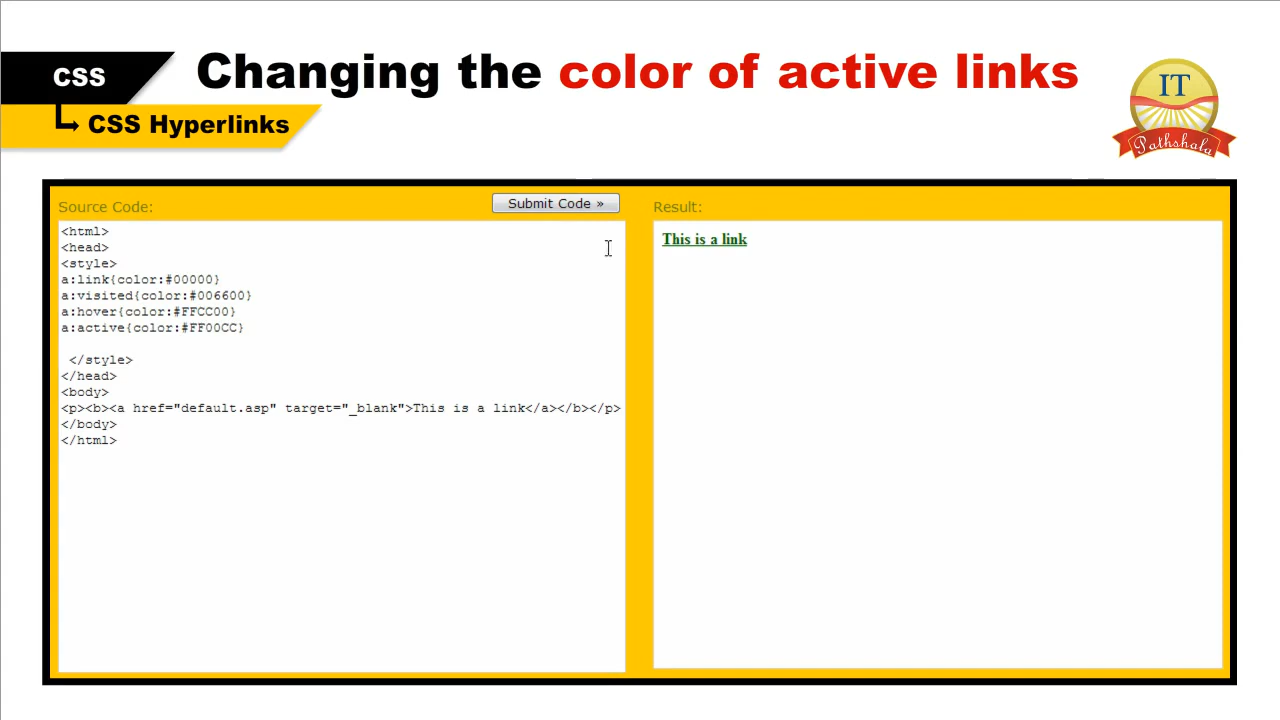 CSS
Changing the color of active links
CSS Hyperlinks
IT
Pathshala
Source Code:
Submit Code »
Result:
<html>
<head>
<style>
a:link{color:#00000}
a:visited{color:#006600}
a:hover{color:#FFCC00}
a:active{color:#FF00CC}
</style>
</head>
<body>
<p><b><a href="default.asp" target="_blank">This is a link</a></b></p>
</body>
</html>
This is a link